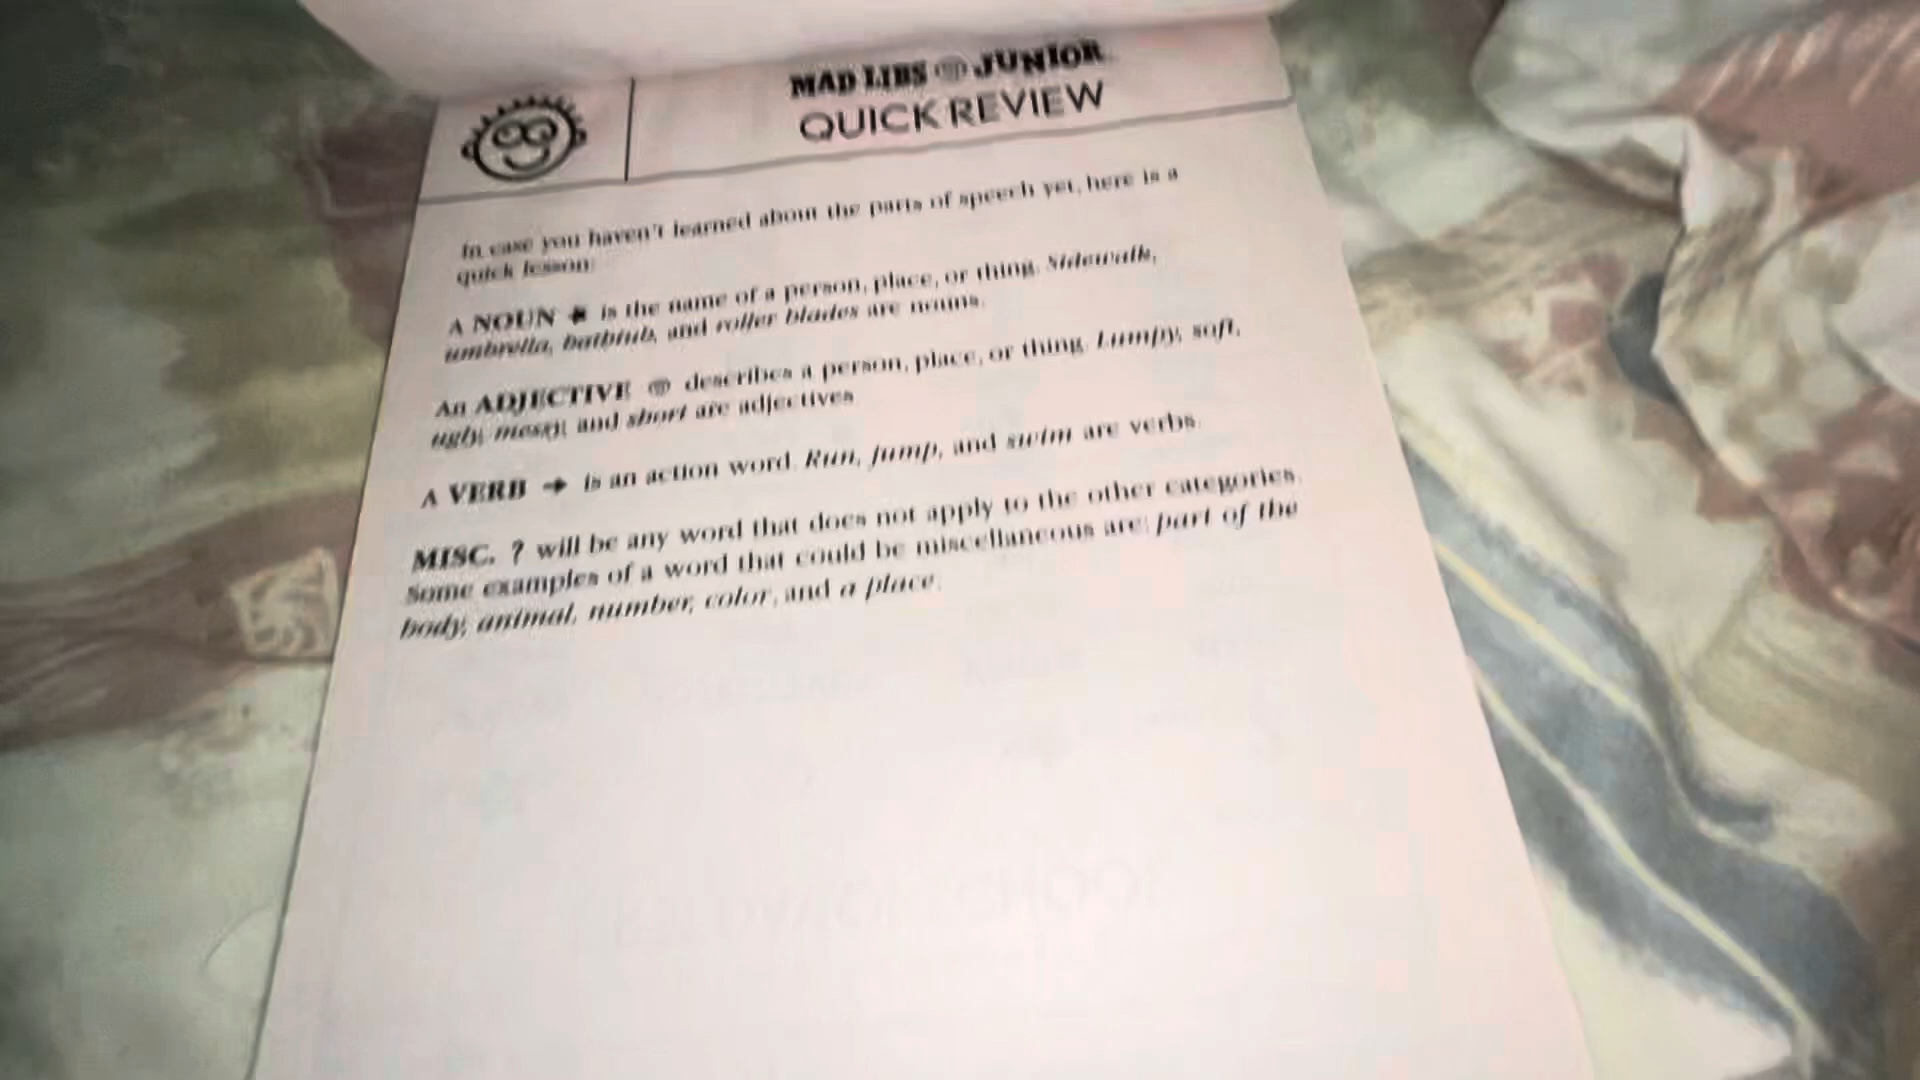 MAD LIBS JUNIOR
QUICK REVIEW
In case you haven't learned about the parts of speech yet, here is a
quick lesson:
A NOUN is the name of a person, place, or thing. Sidewalk,
umbrella, bathtub, and roller blades are nouns.
An ADJECTIVE describes a person, place, or thing. Lumpy, soft,
ugly, messy, and short are adjectives.
A VERB → is an action word. Run, jump, and swim are verbs.
MISC. ? will be any word that does not apply to the other categories.
Some examples of a word that could be miscellaneous are: part of the
body, animal, number, color, and a place.